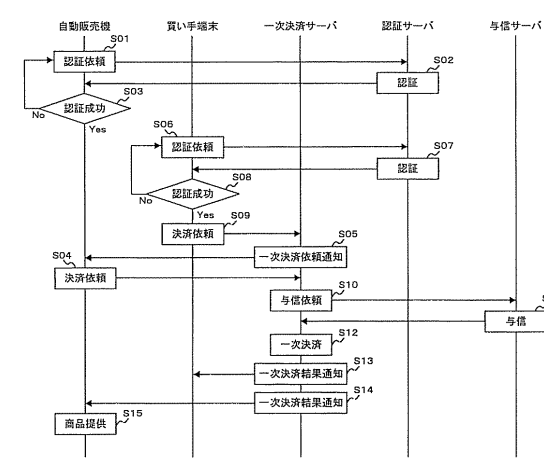 自動販売機 買い手端末 一次決済サーバ 認証サーバ 与信サーバ
S01
認証依頼
S02
認証
S03
認証成功
No
Yes
S06
認証依頼
S07
認証
S08
認証成功
No
Yes
S09
決済依頼
S05
一次決済依頼通知
S04
決済依頼
S10
与信依頼
与信
S12
一次決済
S13
一次決済結果通知
S14
一次決済結果通知
S15
商品提供